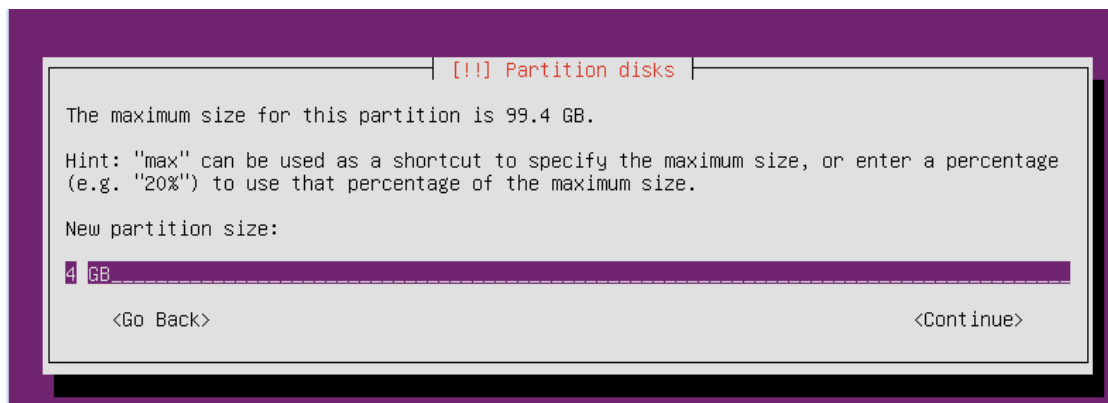 [!!] Partition disks
The maximum size for this partition is 99.4 GB.
Hint: "max" can be used as a shortcut to specify the maximum size, or enter a percentage
(e.g. "20%") to use that percentage of the maximum size.
New partition size:
4 GB
<Go Back> <Continue>